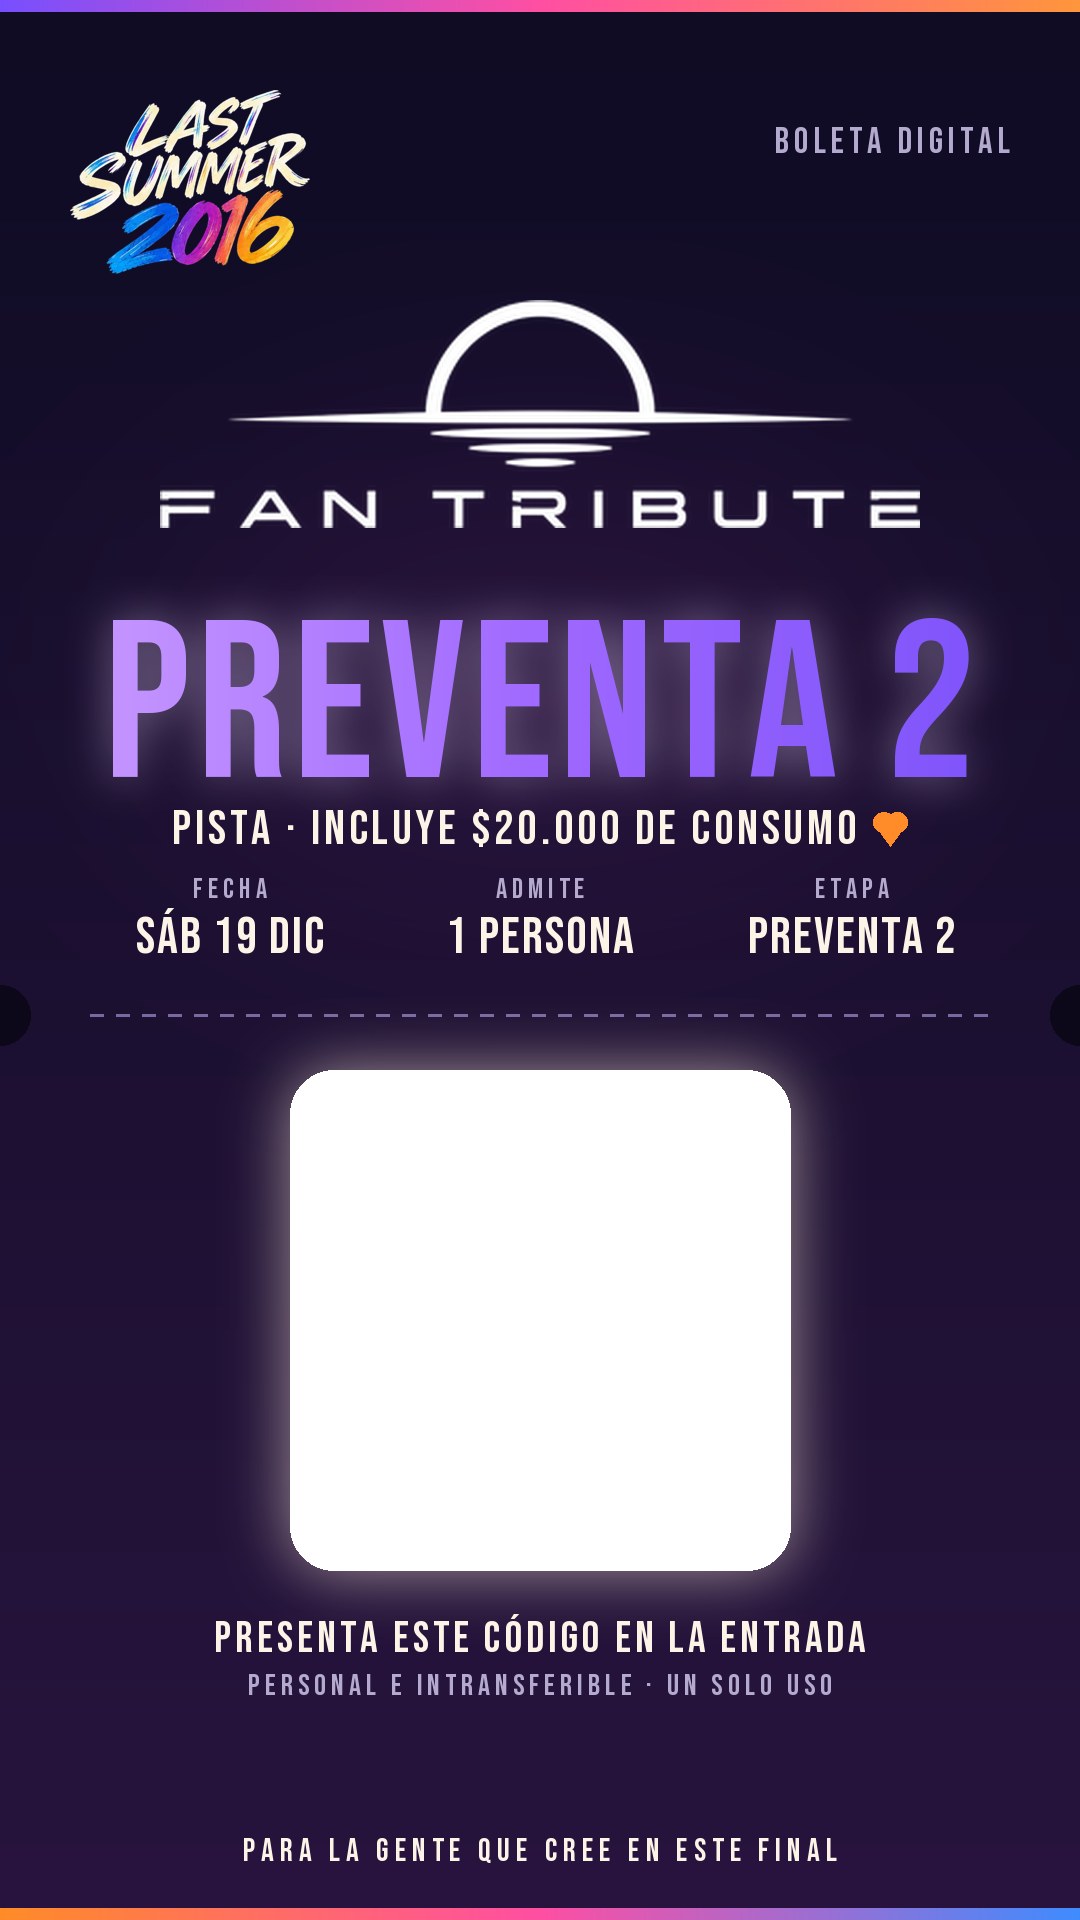 LAST
SUMMER
2016
BOLETA DIGITAL
FAN TRIBUTE
PREVENTA 2
PISTA · INCLUYE $20.000 DE CONSUMO 🧡
FECHA
SÁB 19 DIC
ADMITE
1 PERSONA
ETAPA
PREVENTA 2
PRESENTA ESTE CÓDIGO EN LA ENTRADA
PERSONAL E INTRANSFERIBLE · UN SOLO USO
PARA LA GENTE QUE CREE EN ESTE FINAL